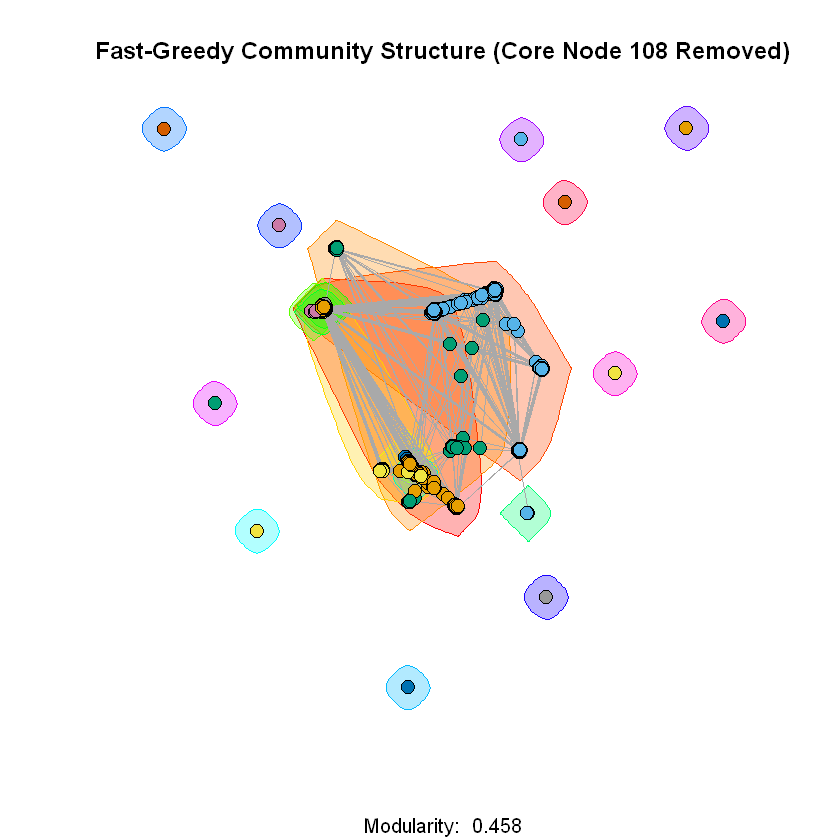 Fast-Greedy Community Structure (Core Node 108 Removed)
Modularity: 0.458